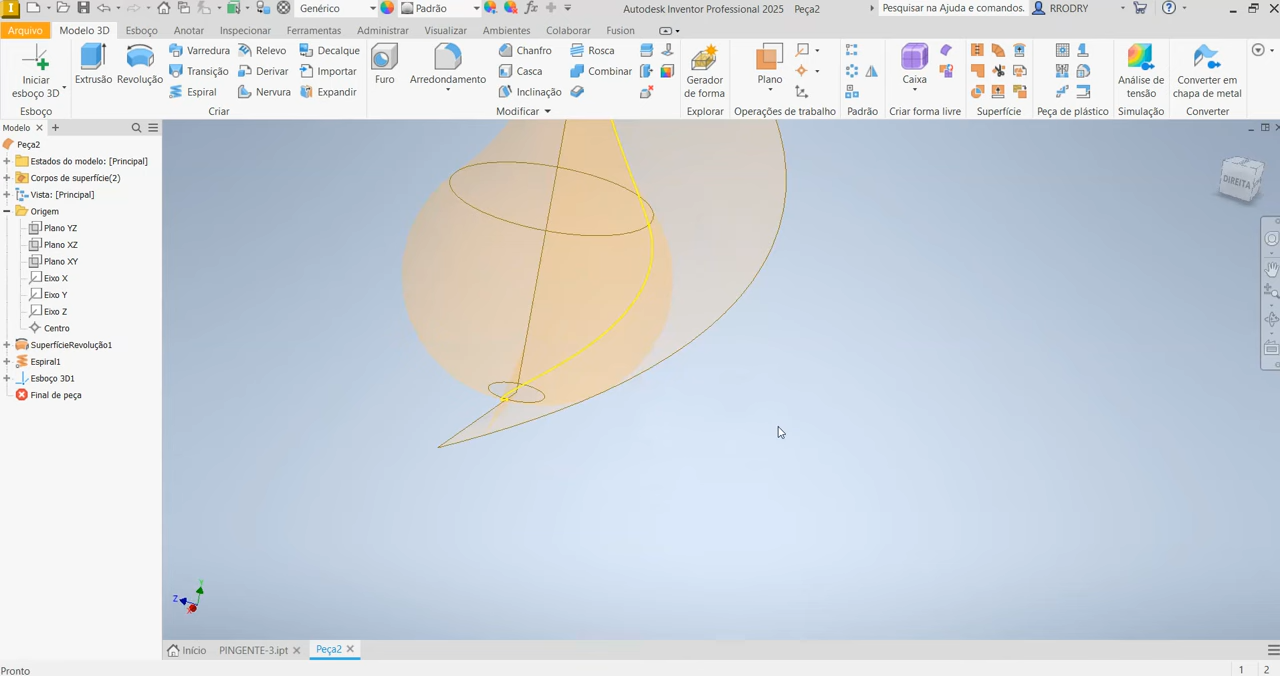 Genérico
Padrão
Autodesk Inventor Professional 2025 Peça2
Pesquisar na Ajuda e comandos.
RRODRY
Arquivo Modelo 3D Esboço Anotar Inspecionar Ferramentas Administrar Visualizar Ambientes Colaborar Fusion
Iniciar
esboço 3D
Extrusão
Revolução
Varredura
Transição
Espiral
Relevo
Derivar
Nervura
Decalque
Importar
Expandir
Furo
Arredondamento
Chanfro
Casca
Inclinação
Rosca
Combinar
Gerador
de forma
Plano
Caixa
Análise de
tensão
Converter em
chapa de metal
Esboço
Criar
Modificar
Explorar
Operações de trabalho
Padrão
Criar forma livre
Superfície
Peça de plástico
Simulação
Converter
Modelo
Peça2
Estados do modelo: [Principal]
Corpos de superfície(2)
Vista: [Principal]
Origem
Plano YZ
Plano XZ
Plano XY
Eixo X
Eixo Y
Eixo Z
Centro
SuperfícieRevolução1
Espiral1
Esboço 3D1
Final de peça
DIREITA
Y
Z
Início
PINGENTE-3.ipt
Peça2
Pronto
1
2